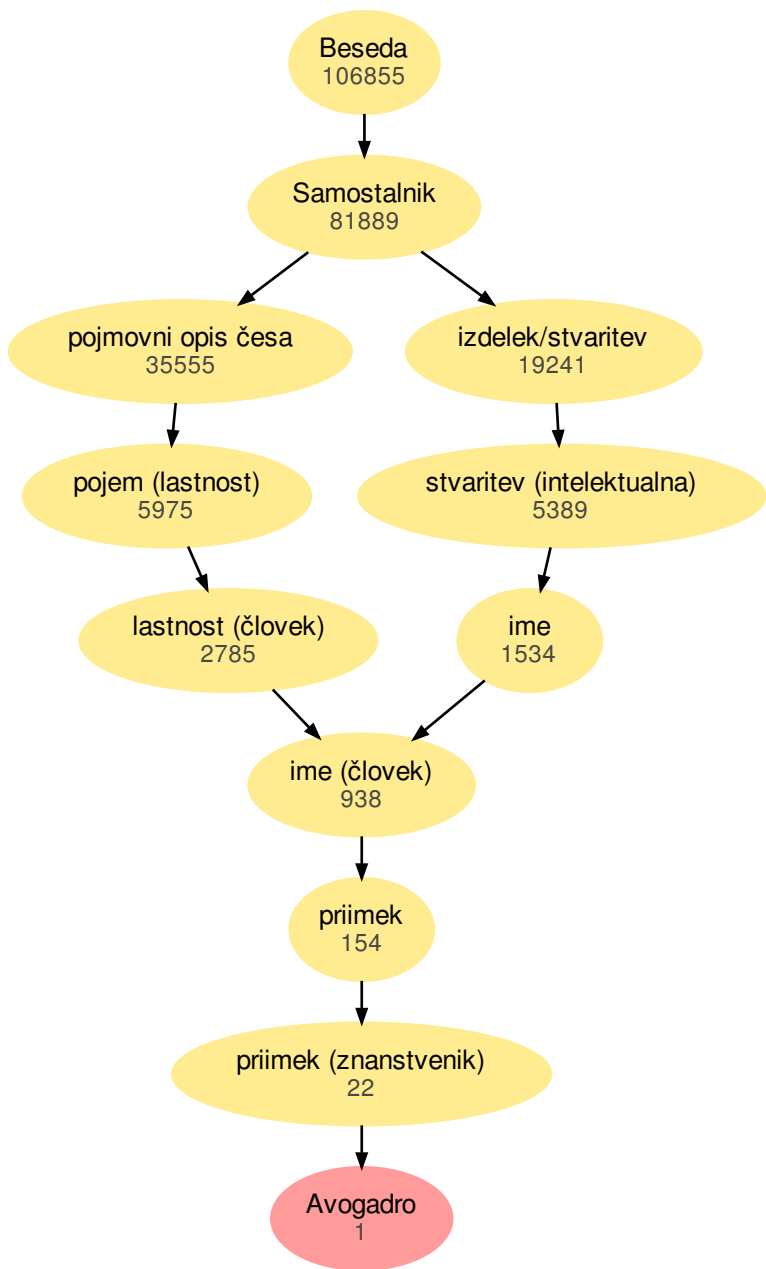 Beseda
106855
Samostalnik
81889
pojmovni opis česa
35555
izdelek/stvaritev
19241
pojem (lastnost)
5975
stvaritev (intelektualna)
5389
lastnost (človek)
2785
ime
1534
ime (človek)
938
priimek
154
priimek (znanstvenik)
22
Avogadro
1